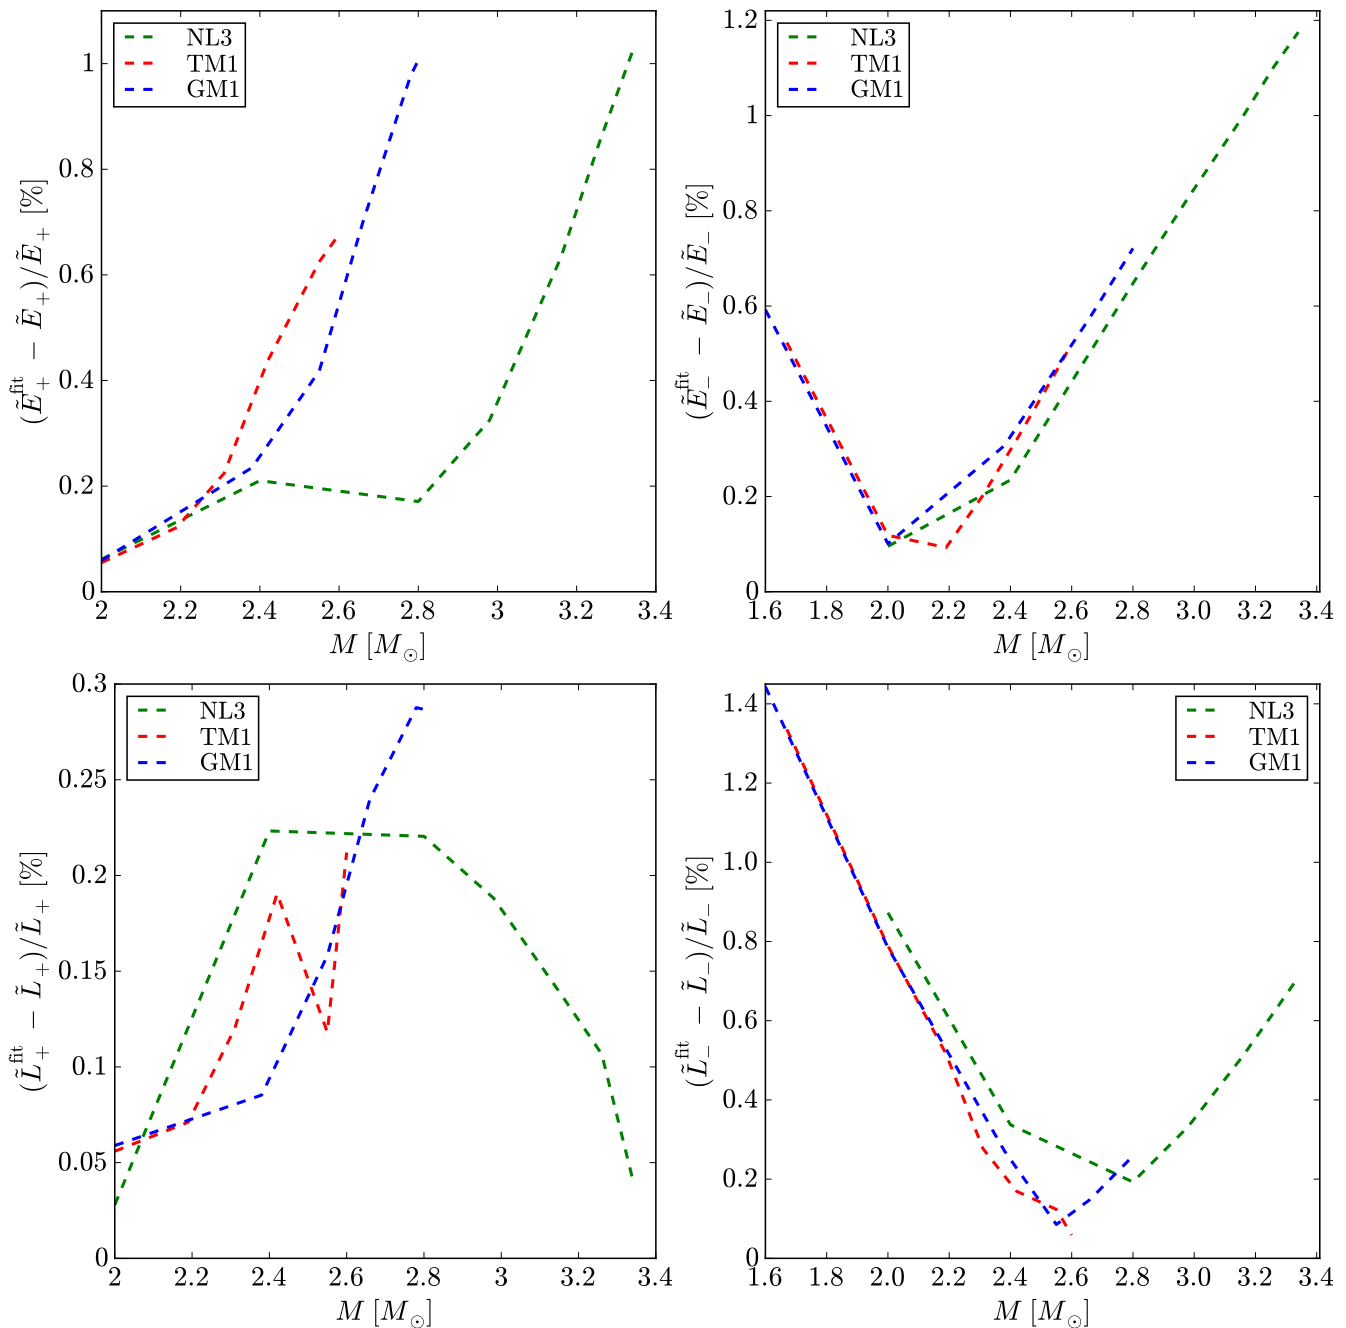 NL3
TM1
GM1
1
0.8
0.6
0.4
0.2
0
2 2.2 2.4 2.6 2.8 3 3.2 3.4
M [M⊙]
(Ẽ₊^fit − Ẽ₊)/Ẽ₊ [%]
NL3
TM1
GM1
1.2
1
0.8
0.6
0.4
0.2
0
1.6 1.8 2.0 2.2 2.4 2.6 2.8 3.0 3.2 3.4
M [M⊙]
(Ẽ₋^fit − Ẽ₋)/Ẽ₋ [%]
NL3
TM1
GM1
0.3
0.25
0.2
0.15
0.1
0.05
0
2 2.2 2.4 2.6 2.8 3 3.2 3.4
M [M⊙]
(L̃₊^fit − L̃₊)/L̃₊ [%]
NL3
TM1
GM1
1.4
1.2
1.0
0.8
0.6
0.4
0.2
0
1.6 1.8 2.0 2.2 2.4 2.6 2.8 3.0 3.2 3.4
M [M⊙]
(L̃₋^fit − L̃₋)/L̃₋ [%]